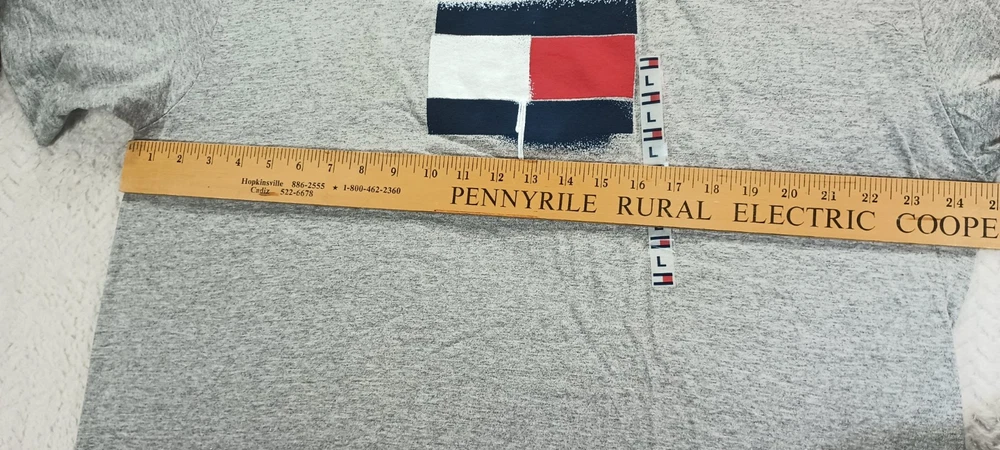 L
L
L
1 2 3 4 5 6 7 8 9 10 11 12 13 14 15 16 17 18 19 20 21 22 23 24
Hopkinsville 886-2555
Cadiz 522-6678 ★ 1-800-462-2360
PENNYRILE RURAL ELECTRIC COOPE
L